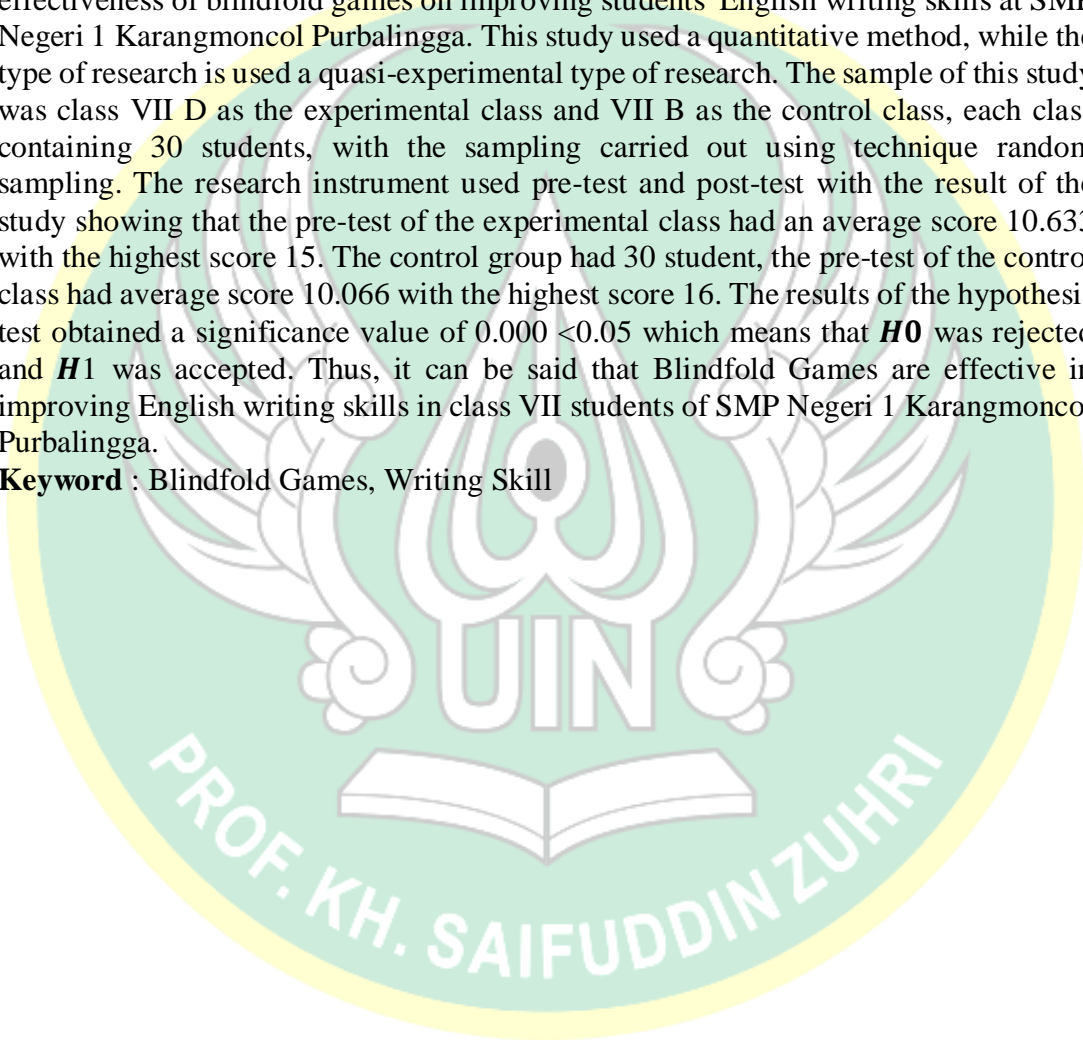 effectiveness of blindfold games on improving students' English writing skills at SMP
Negeri 1 Karangmoncol Purbalingga. This study used a quantitative method, while the
type of research is used a quasi-experimental type of research. The sample of this study
was class VII D as the experimental class and VII B as the control class, each clas
containing 30 students, with the sampling carried out using technique random
sampling. The research instrument used pre-test and post-test with the result of the
study showing that the pre-test of the experimental class had an average score 10.633
with the highest score 15. The control group had 30 student, the pre-test of the contro
class had average score 10.066 with the highest score 16. The results of the hypothesi
test obtained a significance value of 0.000 <0.05 which means that H0 was rejected
and H1 was accepted. Thus, it can be said that Blindfold Games are effective in
improving English writing skills in class VII students of SMP Negeri 1 Karangmonco
Purbalingga.
Keyword : Blindfold Games, Writing Skill
UIN
PROF. KH. SAIFUDDIN ZUHRI